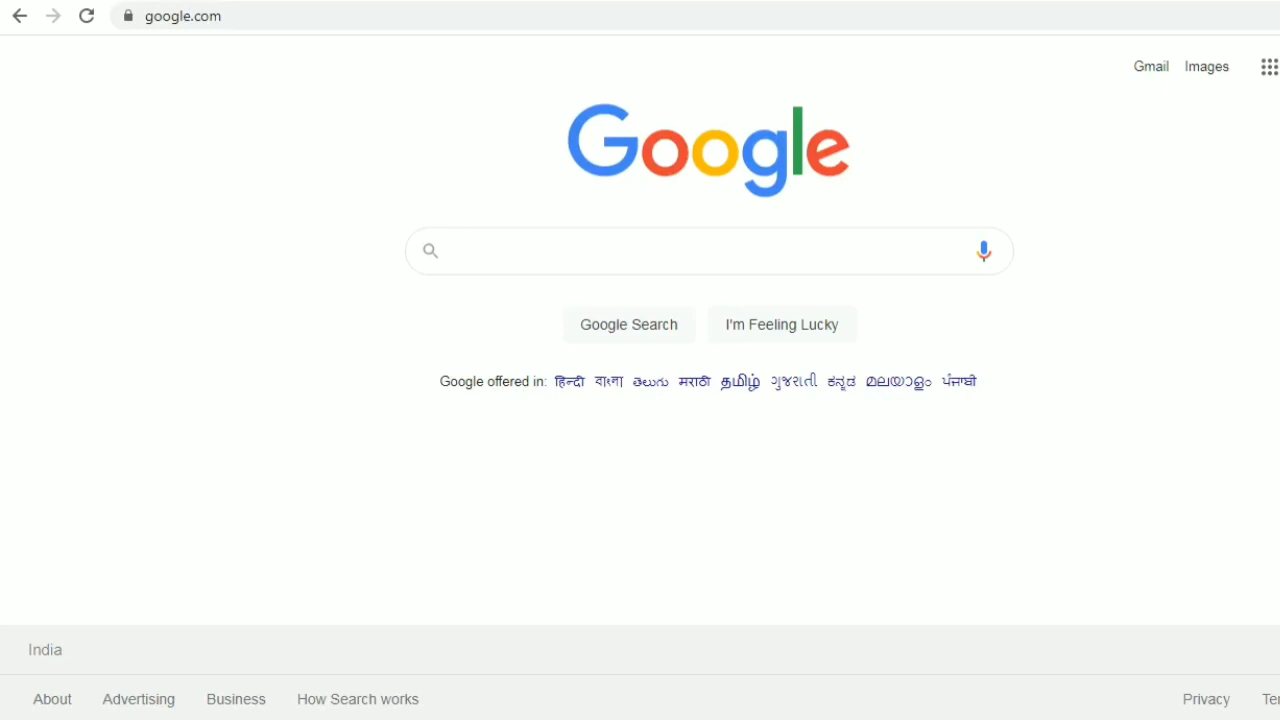 google.com
Gmail Images
Google
Google Search I'm Feeling Lucky
Google offered in: हिन्दी বাংলা తెలుగు मराठी தமிழ் ગુજરાતી ಕನ್ನಡ മലയാളം ਪੰਜਾਬੀ
India
About Advertising Business How Search works Privacy